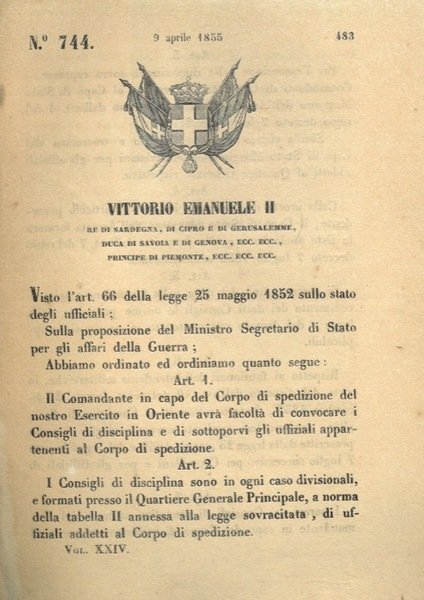 N.° 744.
9 aprile 1855
483
VITTORIO EMANUELE II
RE DI SARDEGNA, DI CIPRO E DI GERUSALEMME,
DUCA DI SAVOIA E DI GENOVA, ECC. ECC.,
PRINCIPE DI PIEMONTE, ECC. ECC. ECC.
Visto l'art. 66 della legge 25 maggio 1852 sullo stato
degli ufficiali;
Sulla proposizione del Ministro Segretario di Stato
per gli affari della Guerra;
Abbiamo ordinato ed ordiniamo quanto segue:
Art. 1.
Il Comandante in capo del Corpo di spedizione del
nostro Esercito in Oriente avrà facoltà di convocare i
Consigli di disciplina e di sottoporvi gli uffiziali appar-
tenenti al Corpo di spedizione.
Art. 2.
I Consigli di disciplina sono in ogni caso divisionali,
e formati presso il Quartiere Generale Principale, a norma
della tabella II annessa alla legge sovracitata, di uf-
fiziali addetti al Corpo di spedizione.
VOL. XXIV.